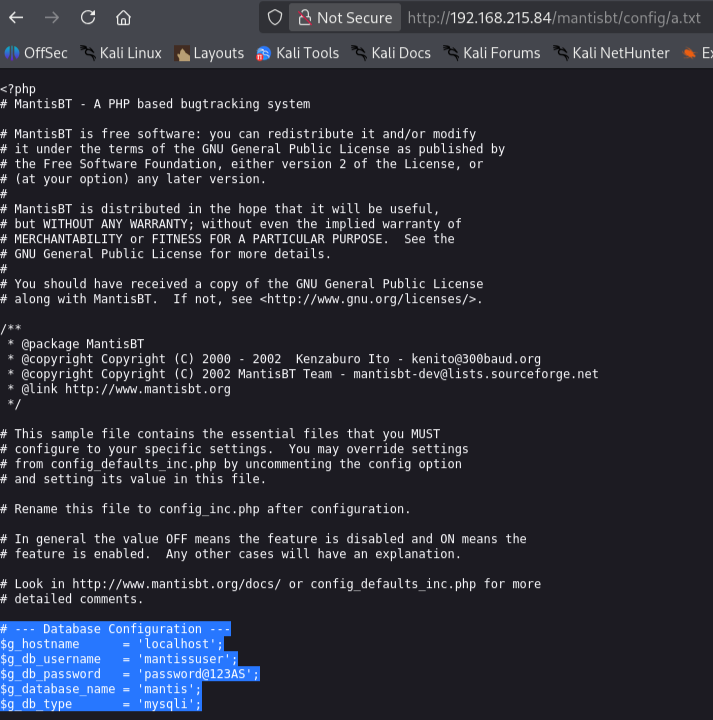 Not Secure http://192.168.215.84/mantisbt/config/a.txt
OffSec Kali Linux Layouts Kali Tools Kali Docs Kali Forums Kali NetHunter
<?php
# MantisBT - A PHP based bugtracking system
# MantisBT is free software: you can redistribute it and/or modify
# it under the terms of the GNU General Public License as published by
# the Free Software Foundation, either version 2 of the License, or
# (at your option) any later version.
#
# MantisBT is distributed in the hope that it will be useful,
# but WITHOUT ANY WARRANTY; without even the implied warranty of
# MERCHANTABILITY or FITNESS FOR A PARTICULAR PURPOSE.  See the
# GNU General Public License for more details.
#
# You should have received a copy of the GNU General Public License
# along with MantisBT.  If not, see <http://www.gnu.org/licenses/>.
/**
 * @package MantisBT
 * @copyright Copyright (C) 2000 - 2002  Kenzaburo Ito - kenito@300baud.org
 * @copyright Copyright (C) 2002 MantisBT Team - mantisbt-dev@lists.sourceforge.net
 * @link http://www.mantisbt.org
 */
# This sample file contains the essential files that you MUST
# configure to your specific settings.  You may override settings
# from config_defaults_inc.php by uncommenting the config option
# and setting its value in this file.
# Rename this file to config_inc.php after configuration.
# In general the value OFF means the feature is disabled and ON means the
# feature is enabled.  Any other cases will have an explanation.
# Look in http://www.mantisbt.org/docs/ or config_defaults_inc.php for more
# detailed comments.
# --- Database Configuration ---
$g_hostname      = 'localhost';
$g_db_username   = 'mantissuser';
$g_db_password   = 'password@123AS';
$g_database_name = 'mantis';
$g_db_type       = 'mysqli';